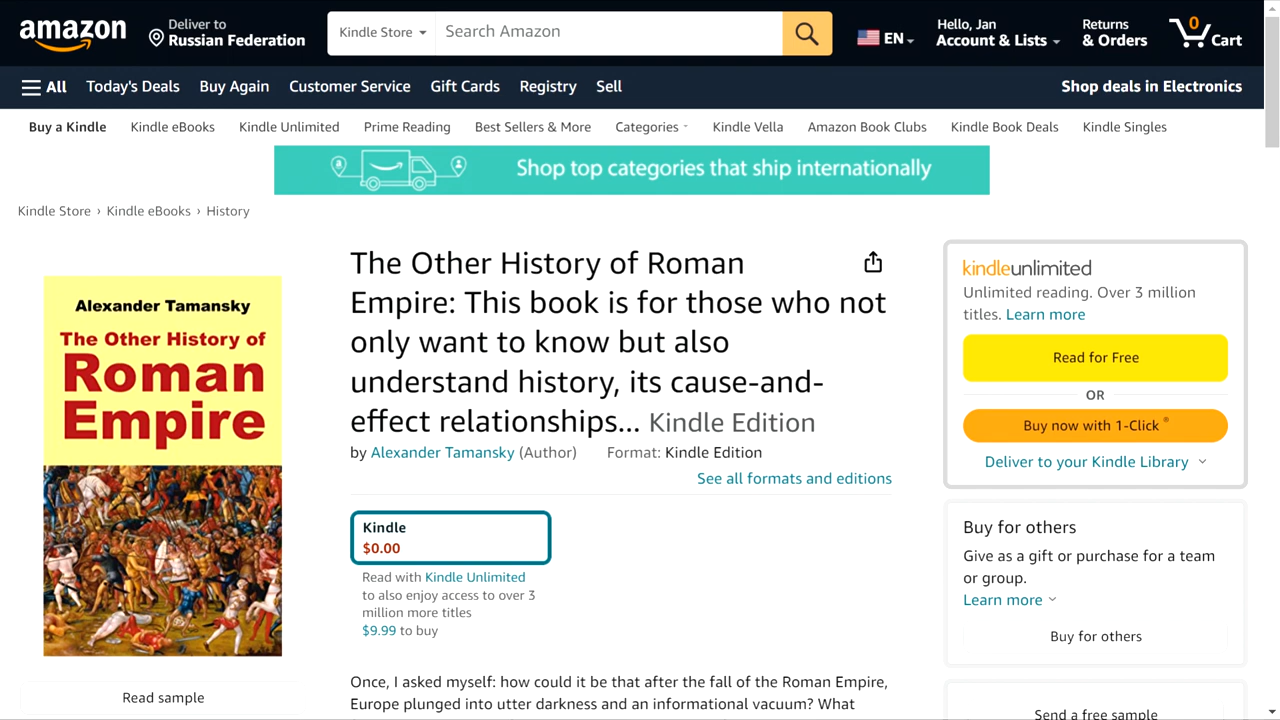 amazon
Deliver to
Russian Federation
Kindle Store
Search Amazon
EN
Hello, Jan
Account & Lists
Returns
& Orders
0
Cart
All
Today's Deals
Buy Again
Customer Service
Gift Cards
Registry
Sell
Shop deals in Electronics
Buy a Kindle
Kindle eBooks
Kindle Unlimited
Prime Reading
Best Sellers & More
Categories
Kindle Vella
Amazon Book Clubs
Kindle Book Deals
Kindle Singles
Shop top categories that ship internationally
Kindle Store › Kindle eBooks › History
Alexander Tamansky
The Other History of
Roman
Empire
Read sample
The Other History of Roman
Empire: This book is for those who not
only want to know but also
understand history, its cause-and-
effect relationships... Kindle Edition
by Alexander Tamansky (Author) Format: Kindle Edition
See all formats and editions
Kindle
$0.00
Read with Kindle Unlimited
to also enjoy access to over 3
million more titles
$9.99 to buy
Once, I asked myself: how could it be that after the fall of the Roman Empire,
Europe plunged into utter darkness and an informational vacuum? What
kindleunlimited
Unlimited reading. Over 3 million
titles. Learn more
Read for Free
OR
Buy now with 1-Click ®
Deliver to your Kindle Library
Buy for others
Give as a gift or purchase for a team
or group.
Learn more
Buy for others
Send a free sample